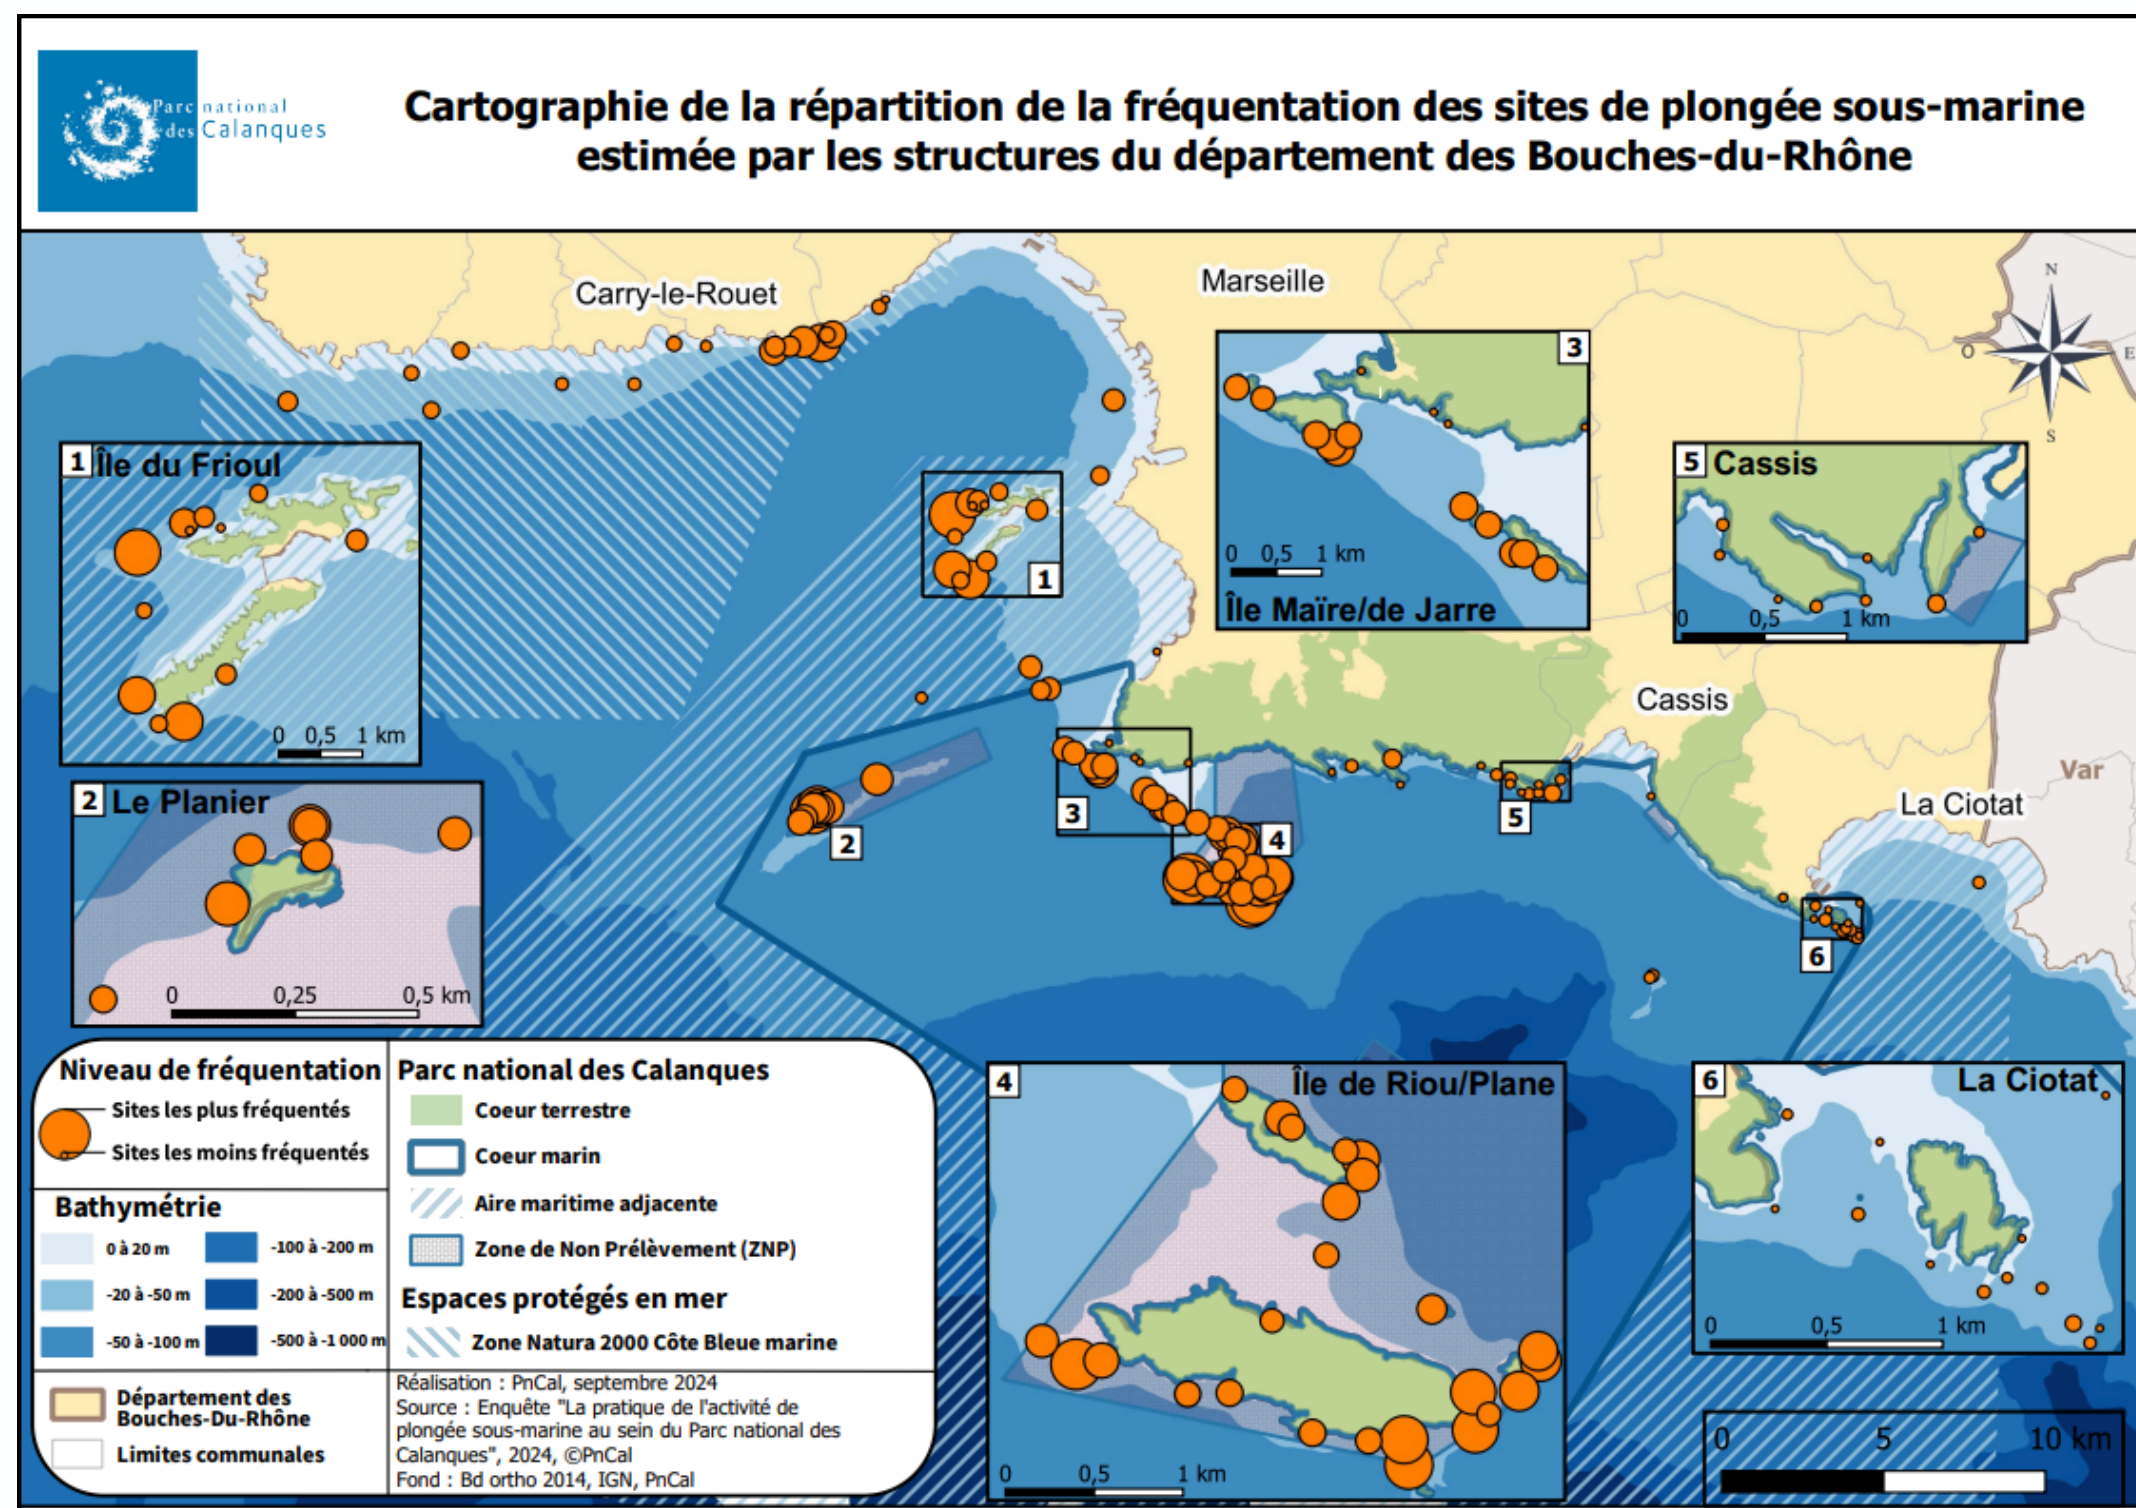 Parc national
des Calanques
Cartographie de la répartition de la fréquentation des sites de plongée sous-marine
estimée par les structures du département des Bouches-du-Rhône
Carry-le-Rouet
Marseille
N
O
E
S
3
0 0,5 1 km
Île Maïre/de Jarre
5 Cassis
0 0,5 1 km
1 Île du Frioul
0 0,5 1 km
1
Cassis
Var
La Ciotat
2 Le Planier
0 0,25 0,5 km
2
3
4
5
6
4 Île de Riou/Plane
0 0,5 1 km
6 La Ciotat
0 0,5 1 km
0 5 10 km
Niveau de fréquentation
Sites les plus fréquentés
Sites les moins fréquentés
Bathymétrie
0 à 20 m
-20 à -50 m
-50 à -100 m
-100 à -200 m
-200 à -500 m
-500 à -1 000 m
Département des
Bouches-Du-Rhône
Limites communales
Parc national des Calanques
Coeur terrestre
Coeur marin
Aire maritime adjacente
Zone de Non Prélèvement (ZNP)
Espaces protégés en mer
Zone Natura 2000 Côte Bleue marine
Réalisation : PnCal, septembre 2024
Source : Enquête "La pratique de l'activité de
plongée sous-marine au sein du Parc national des
Calanques", 2024, ©PnCal
Fond : Bd ortho 2014, IGN, PnCal